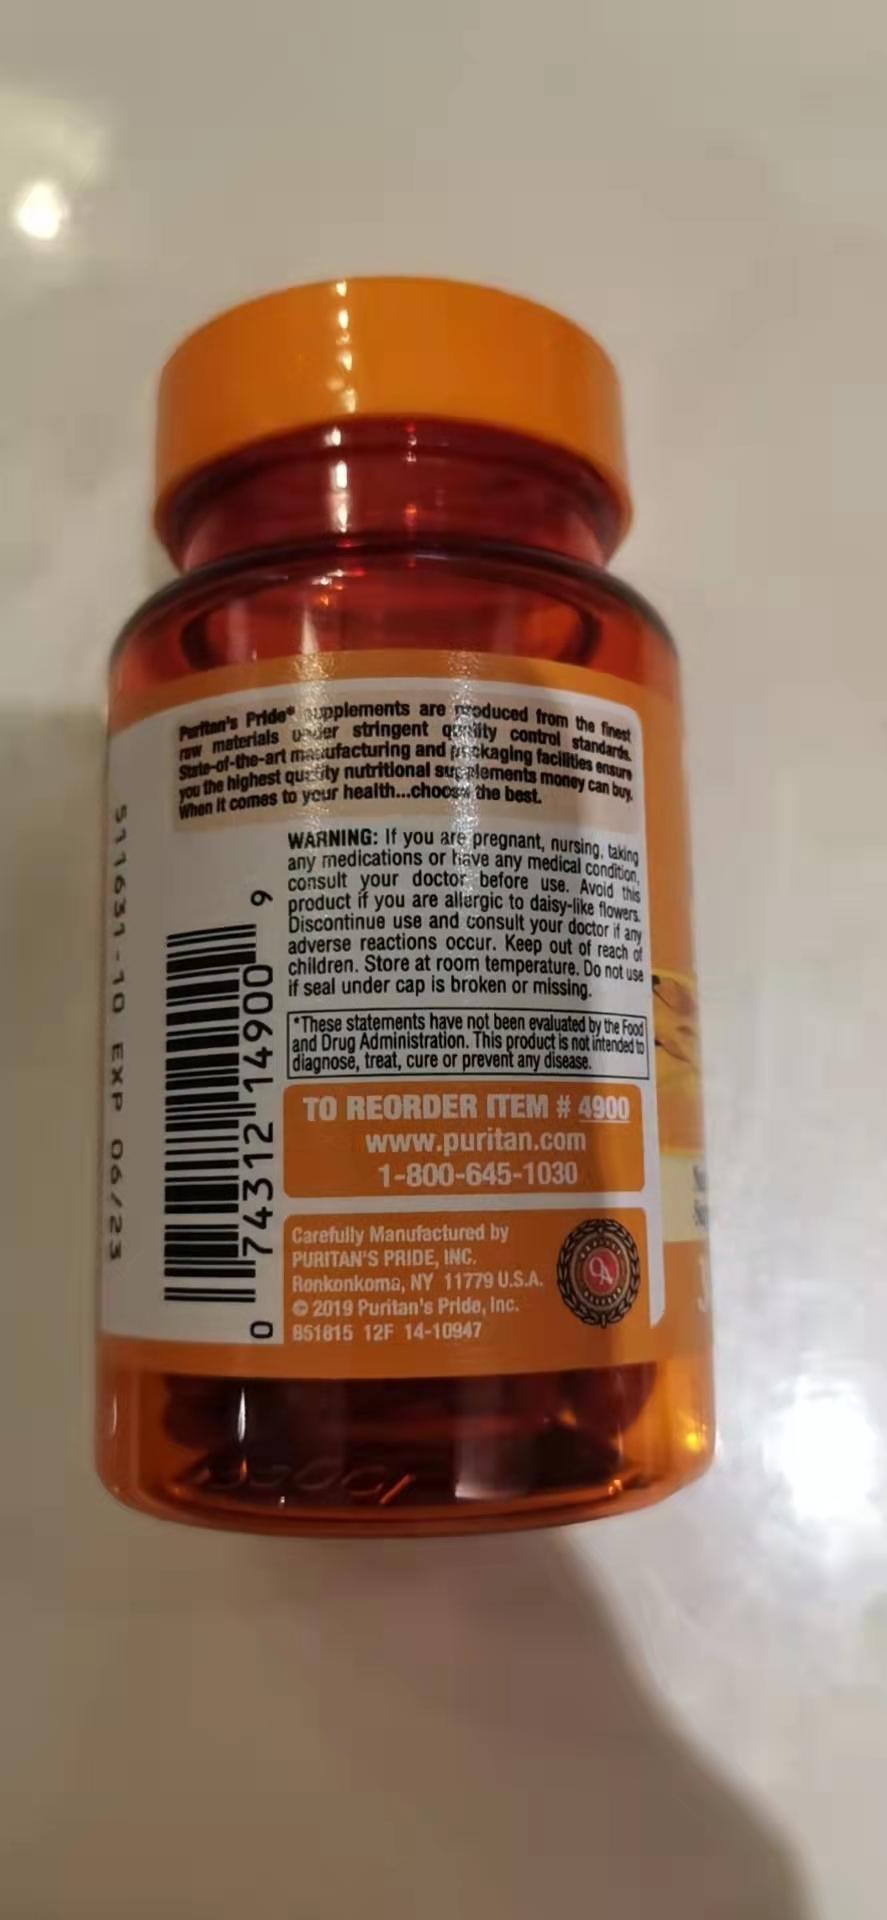 Puritan's Pride® supplements are produced from the finest
raw materials under stringent quality control standards.
State-of-the-art manufacturing and packaging facilities ensure
you the highest quality nutritional supplements money can buy.
When it comes to your health...choose the best.
WARNING: If you are pregnant, nursing, taking
any medications or have any medical condition,
consult your doctor before use. Avoid this
product if you are allergic to daisy-like flowers.
Discontinue use and consult your doctor if any
adverse reactions occur. Keep out of reach of
children. Store at room temperature. Do not use
if seal under cap is broken or missing.
*These statements have not been evaluated by the Food
and Drug Administration. This product is not intended to
diagnose, treat, cure or prevent any disease.
TO REORDER ITEM # 4900
www.puritan.com
1-800-645-1030
Carefully Manufactured by
PURITAN'S PRIDE, INC.
Ronkonkoma, NY 11779 U.S.A.
© 2019 Puritan's Pride, Inc.
B51815 12F 14-10947
QA
0 74312 14900 9
511631-10 EXP 06/23